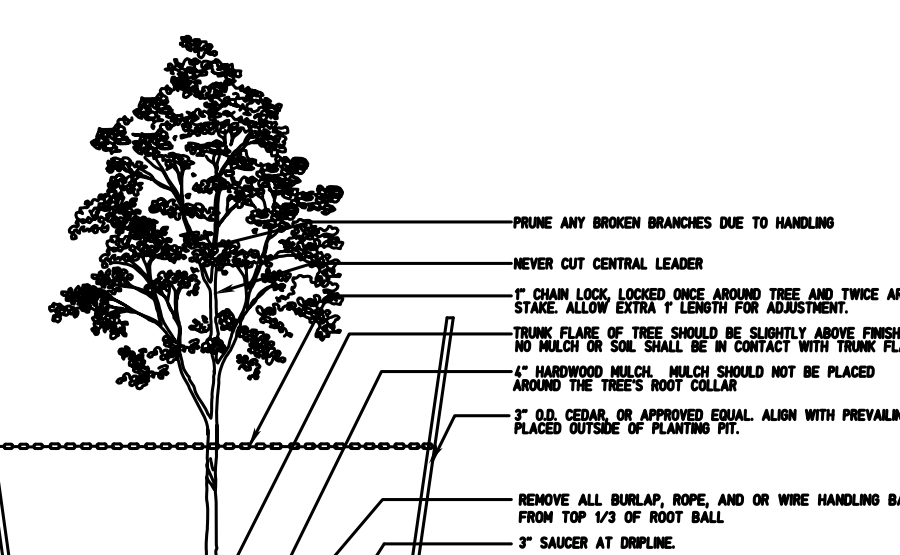 PRUNE ANY BROKEN BRANCHES DUE TO HANDLING
NEVER CUT CENTRAL LEADER
1" CHAIN LOCK, LOCKED ONCE AROUND TREE AND TWICE
STAKE. ALLOW EXTRA 1' LENGTH FOR ADJUSTMENT.
TRUNK FLARE OF TREE SHOULD BE SLIGHTLY ABOVE FINISH
NO MULCH OR SOIL SHALL BE IN CONTACT WITH TRUNK
4" HARDWOOD MULCH. MULCH SHOULD NOT BE PLACED
AROUND THE TREE'S ROOT COLLAR
3" O.D. CEDAR, OR APPROVED EQUAL. ALIGN WITH
PLACED OUTSIDE OF PLANTING PIT.
REMOVE ALL BURLAP, ROPE, AND OR WIRE HANDLING
FROM TOP 1/3 OF ROOT BALL
3" SAUCER AT DRIPLINE.